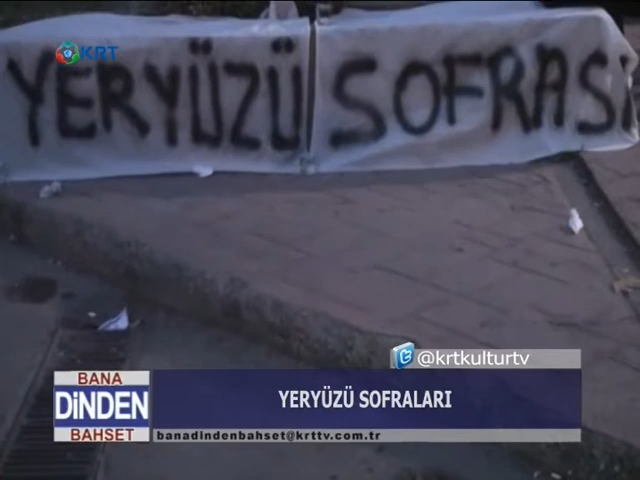 KRT
YERYÜZÜ SOFRASI
@krtkulturtv
BANA
DİNDEN
BAHSET
YERYÜZÜ SOFRALARI
banadindenbahset@krttv.com.tr